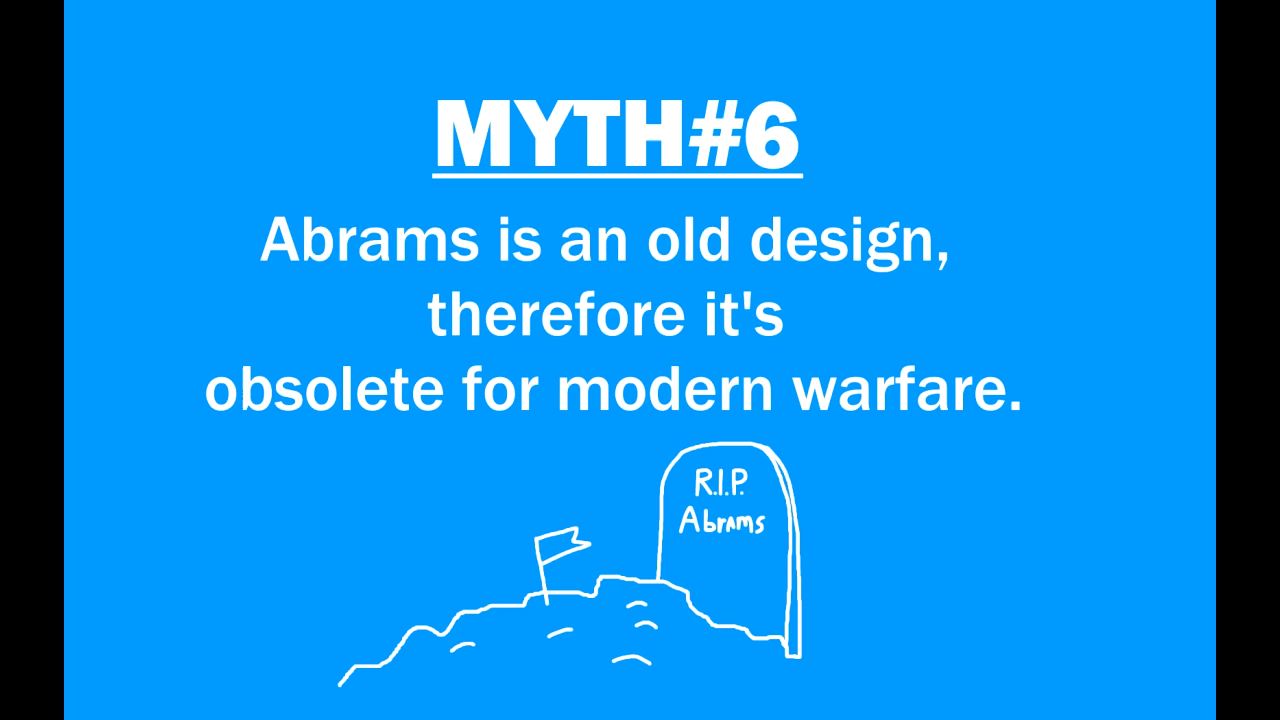 MYTH#6
Abrams is an old design,
therefore it's
obsolete for modern warfare.
R.I.P.
Abrams